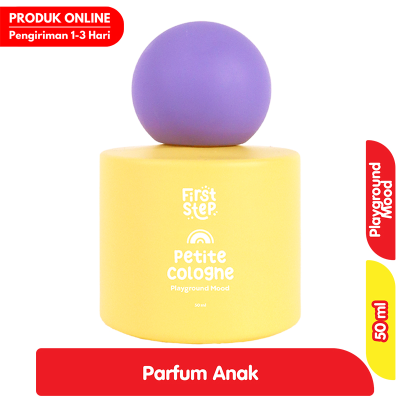 PRODUK ONLINE
Pengiriman 1-3 Hari
First
Step
Petite
Cologne
Playground Mood
Playground
Mood
50 ml
Parfum Anak